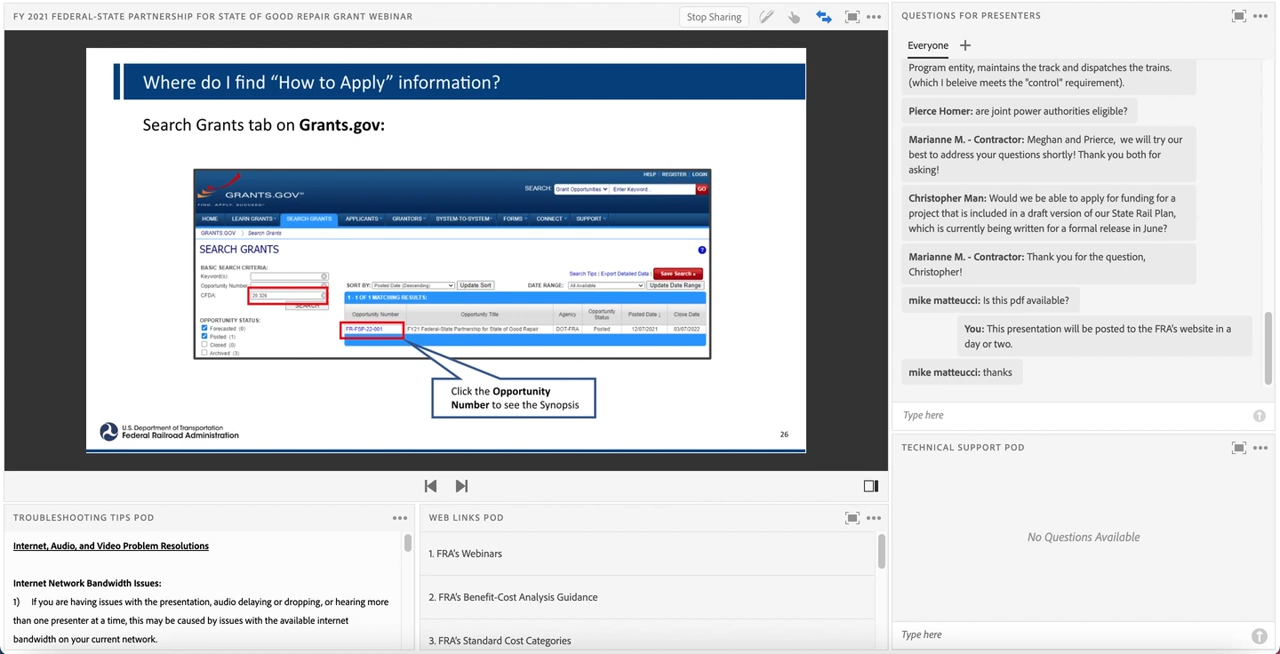 FY 2021 FEDERAL-STATE PARTNERSHIP FOR STATE OF GOOD REPAIR GRANT WEBINAR
Stop Sharing
Where do I find “How to Apply” information?
Search Grants tab on Grants.gov:
HELP | REGISTER | LOGIN
GRANTS.GOV
FIND. APPLY. SUCCEED.
SEARCH: Grant Opportunities Enter Keyword... GO
HOME LEARN GRANTS SEARCH GRANTS APPLICANTS GRANTORS SYSTEM-TO-SYSTEM FORMS CONNECT SUPPORT
GRANTS.GOV Search Grants
SEARCH GRANTS
BASIC SEARCH CRITERIA:
Keyword(s):
Opportunity Number
CFDA: 20.326
SEARCH
OPPORTUNITY STATUS:
Forecasted (0)
Posted (1)
Closed (0)
Archived (3)
Search Tips | Export Detailed Data | Save Search
SORT BY: Posted Date (Descending) Update Sort DATE RANGE: All Available Update Date Range
1 - 1 OF 1 MATCHING RESULTS:
Opportunity Number Opportunity Title Agency Opportunity Status Posted Date Close Date
FR-FSP-22-001 FY21 Federal-State Partnership for State of Good Repair DOT-FRA Posted 12/07/2021 03/07/2022
Click the Opportunity
Number to see the Synopsis
U.S. Department of Transportation
Federal Railroad Administration
26
TROUBLESHOOTING TIPS POD
Internet, Audio, and Video Problem Resolutions
Internet Network Bandwidth Issues:
1) If you are having issues with the presentation, audio delaying or dropping, or hearing more
than one presenter at a time, this may be caused by issues with the available internet
bandwidth on your current network.
WEB LINKS POD
1. FRA's Webinars
2. FRA's Benefit-Cost Analysis Guidance
3. FRA's Standard Cost Categories
QUESTIONS FOR PRESENTERS
Everyone
Program entity, maintains the track and dispatches the trains.
(which I beleive meets the "control" requirement).
Pierce Homer: are joint power authorities eligible?
Marianne M. - Contractor: Meghan and Prierce, we will try our
best to address your questions shortly! Thank you both for
asking!
Christopher Man: Would we be able to apply for funding for a
project that is included in a draft version of our State Rail Plan,
which is currently being written for a formal release in June?
Marianne M. - Contractor: Thank you for the question,
Christopher!
mike matteucci: Is this pdf available?
You: This presentation will be posted to the FRA's website in a
day or two.
mike matteucci: thanks
Type here
TECHNICAL SUPPORT POD
No Questions Available
Type here